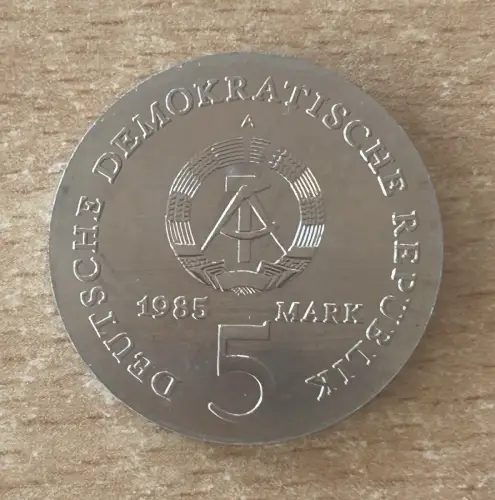 DEUTSCHE DEMOKRATISCHE REPUBLIK
A
1985 MARK
5